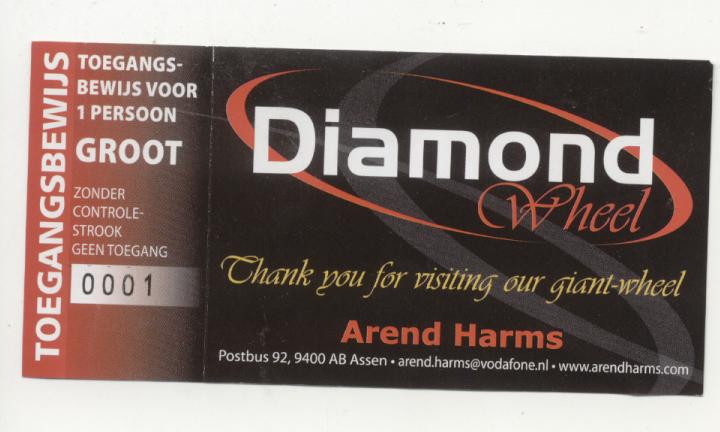 TOEGANGSBEWIJS
TOEGANGS-
BEWIJS VOOR
1 PERSOON
GROOT
ZONDER
CONTROLE-
STROOK
GEEN TOEGANG
0001
Diamond
Wheel
Thank you for visiting our giant-wheel
Arend Harms
Postbus 92, 9400 AB Assen • arend.harms@vodafone.nl • www.arendharms.com